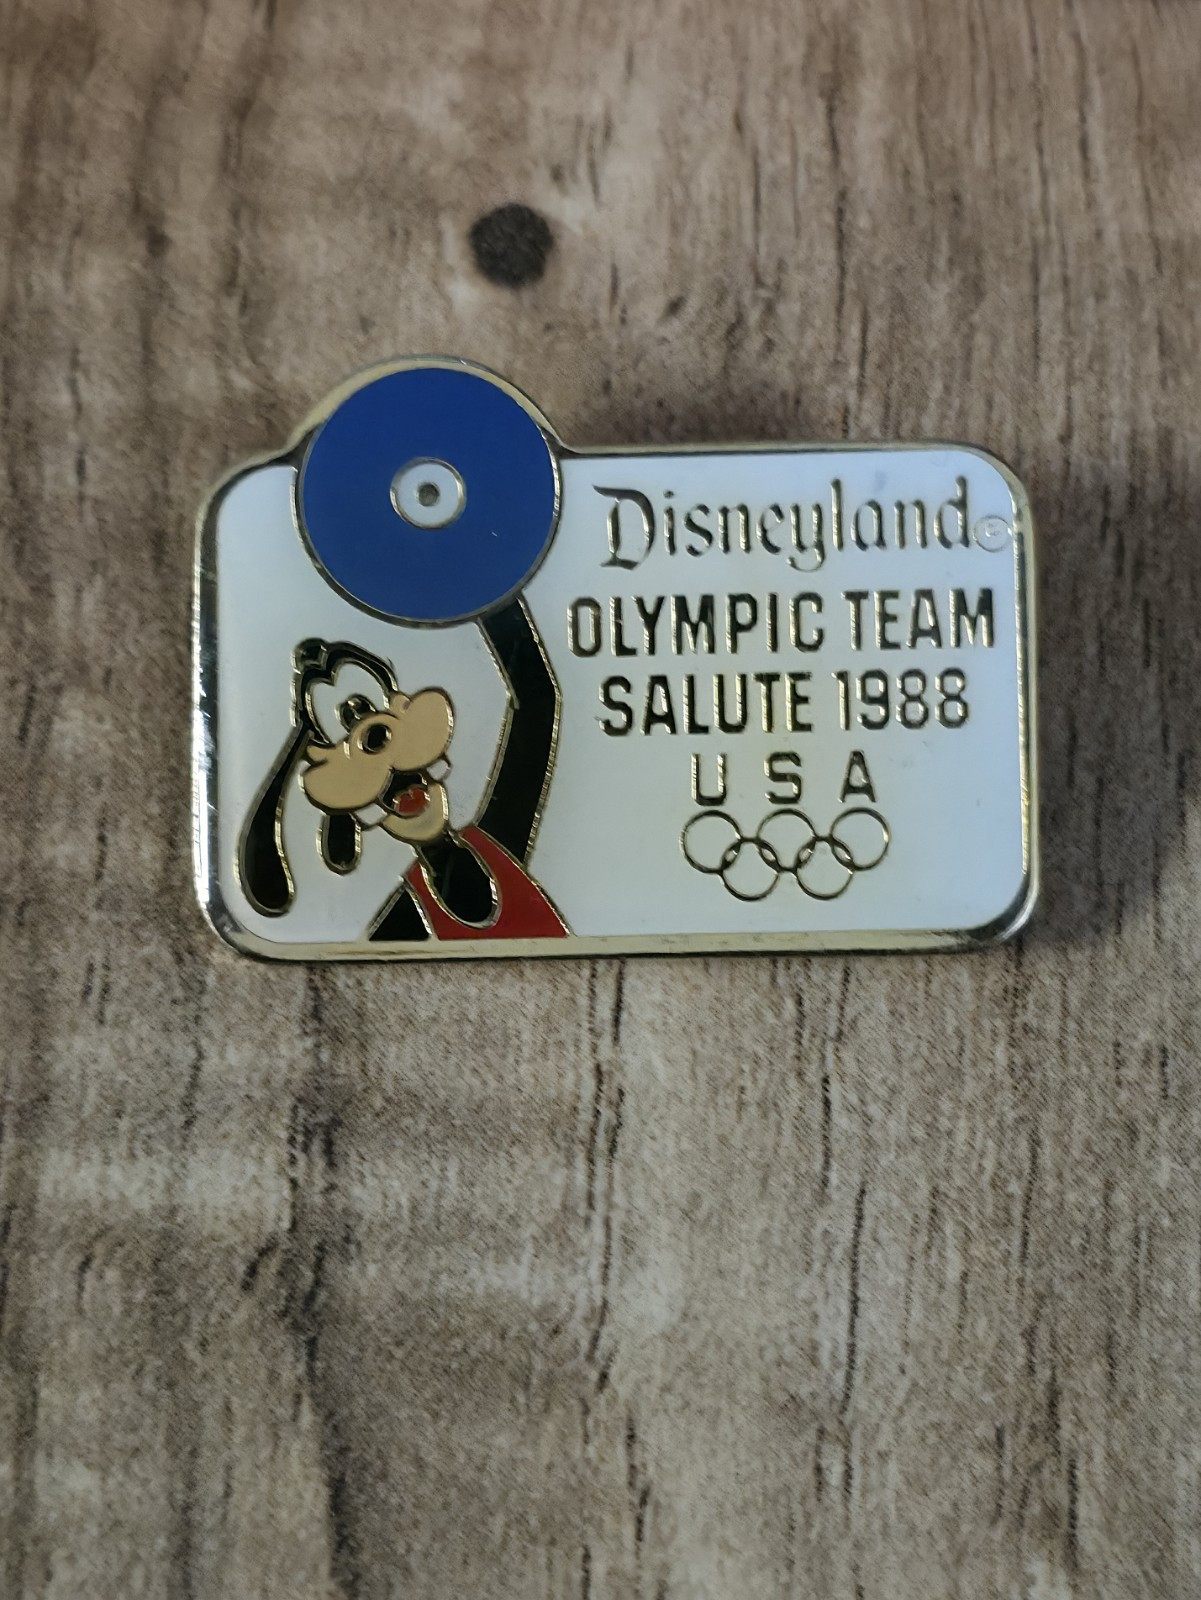 Disneyland©
OLYMPIC TEAM
SALUTE 1988
USA